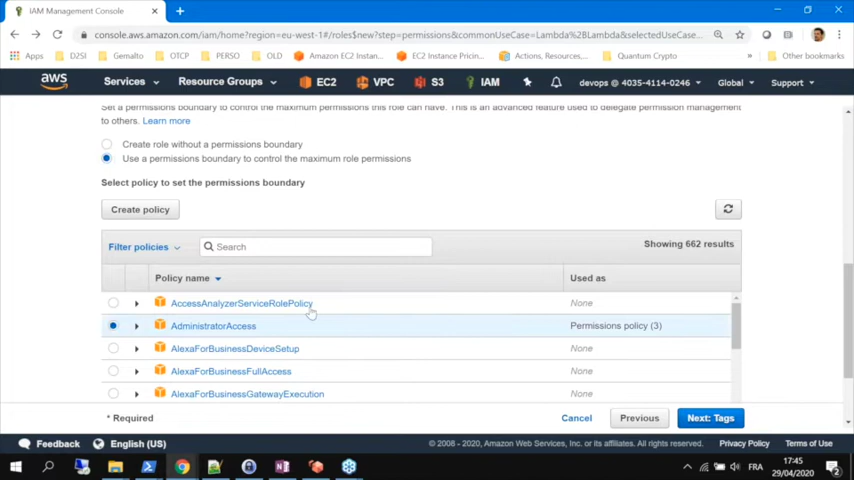 IAM Management Console
console.aws.amazon.com/iam/home?region=eu-west-1#/roles$new?step=permissions&commonUseCase=Lambda%2BLambda&selectedUseC...
Apps D2SI Gemalto OTCP PERSO OLD Amazon EC2 Instan... EC2 Instance Pricing... Actions, Resources,... Quantum Crypto Other bookmarks
aws Services Resource Groups EC2 VPC S3 IAM devops @ 4035-4114-0246 Global Support
Set a permissions boundary to control the maximum permissions this role can have. This is an advanced feature used to delegate permission management
to others. Learn more
Create role without a permissions boundary
Use a permissions boundary to control the maximum role permissions
Select policy to set the permissions boundary
Create policy
Filter policies Search Showing 662 results
Policy name Used as
AccessAnalyzerServiceRolePolicy None
AdministratorAccess Permissions policy (3)
AlexaForBusinessDeviceSetup None
AlexaForBusinessFullAccess None
AlexaForBusinessGatewayExecution None
* Required Cancel Previous Next: Tags
Feedback English (US) © 2008 - 2020, Amazon Web Services, Inc. or its affiliates. All rights reserved. Privacy Policy Terms of Use
FRA 17:45
29/04/2020 2